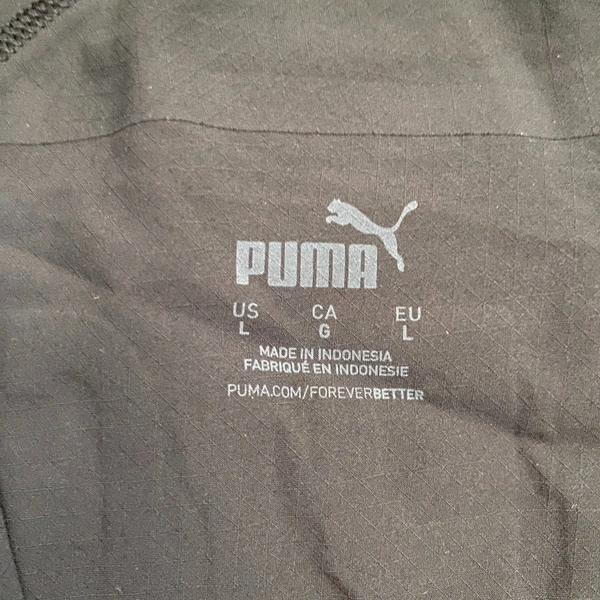 PUMA
US CA EU
L G L
MADE IN INDONESIA
FABRIQUÉ EN INDONESIE
PUMA.COM/FOREVERBETTER